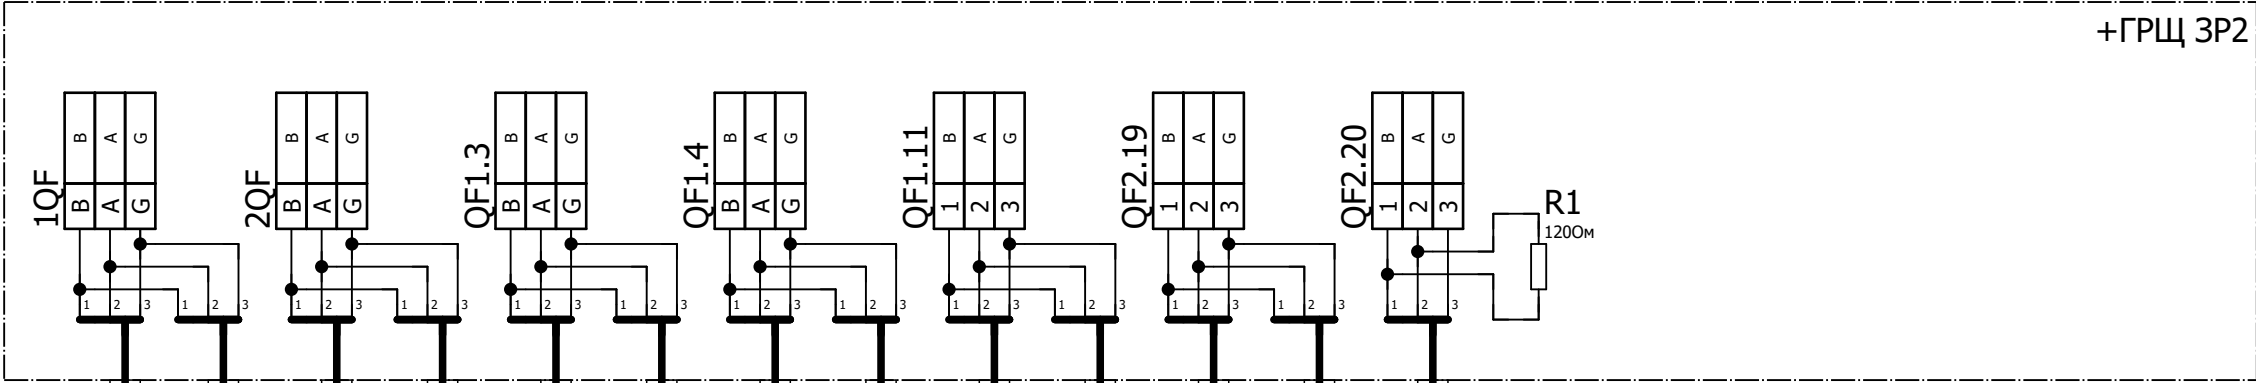 +ГРЩ ЗР2
1QF
B A G
B A G
1 2 3 1 2 3
2QF
B A G
B A G
1 2 3 1 2 3
QF1.3
B A G
B A G
1 2 3 1 2 3
QF1.4
B A G
B A G
1 2 3 1 2 3
QF1.11
B A G
1 2 3
1 2 3 1 2 3
QF2.19
B A G
1 2 3
1 2 3 1 2 3
QF2.20
B A G
1 2 3
1 2 3
R1
120Ом